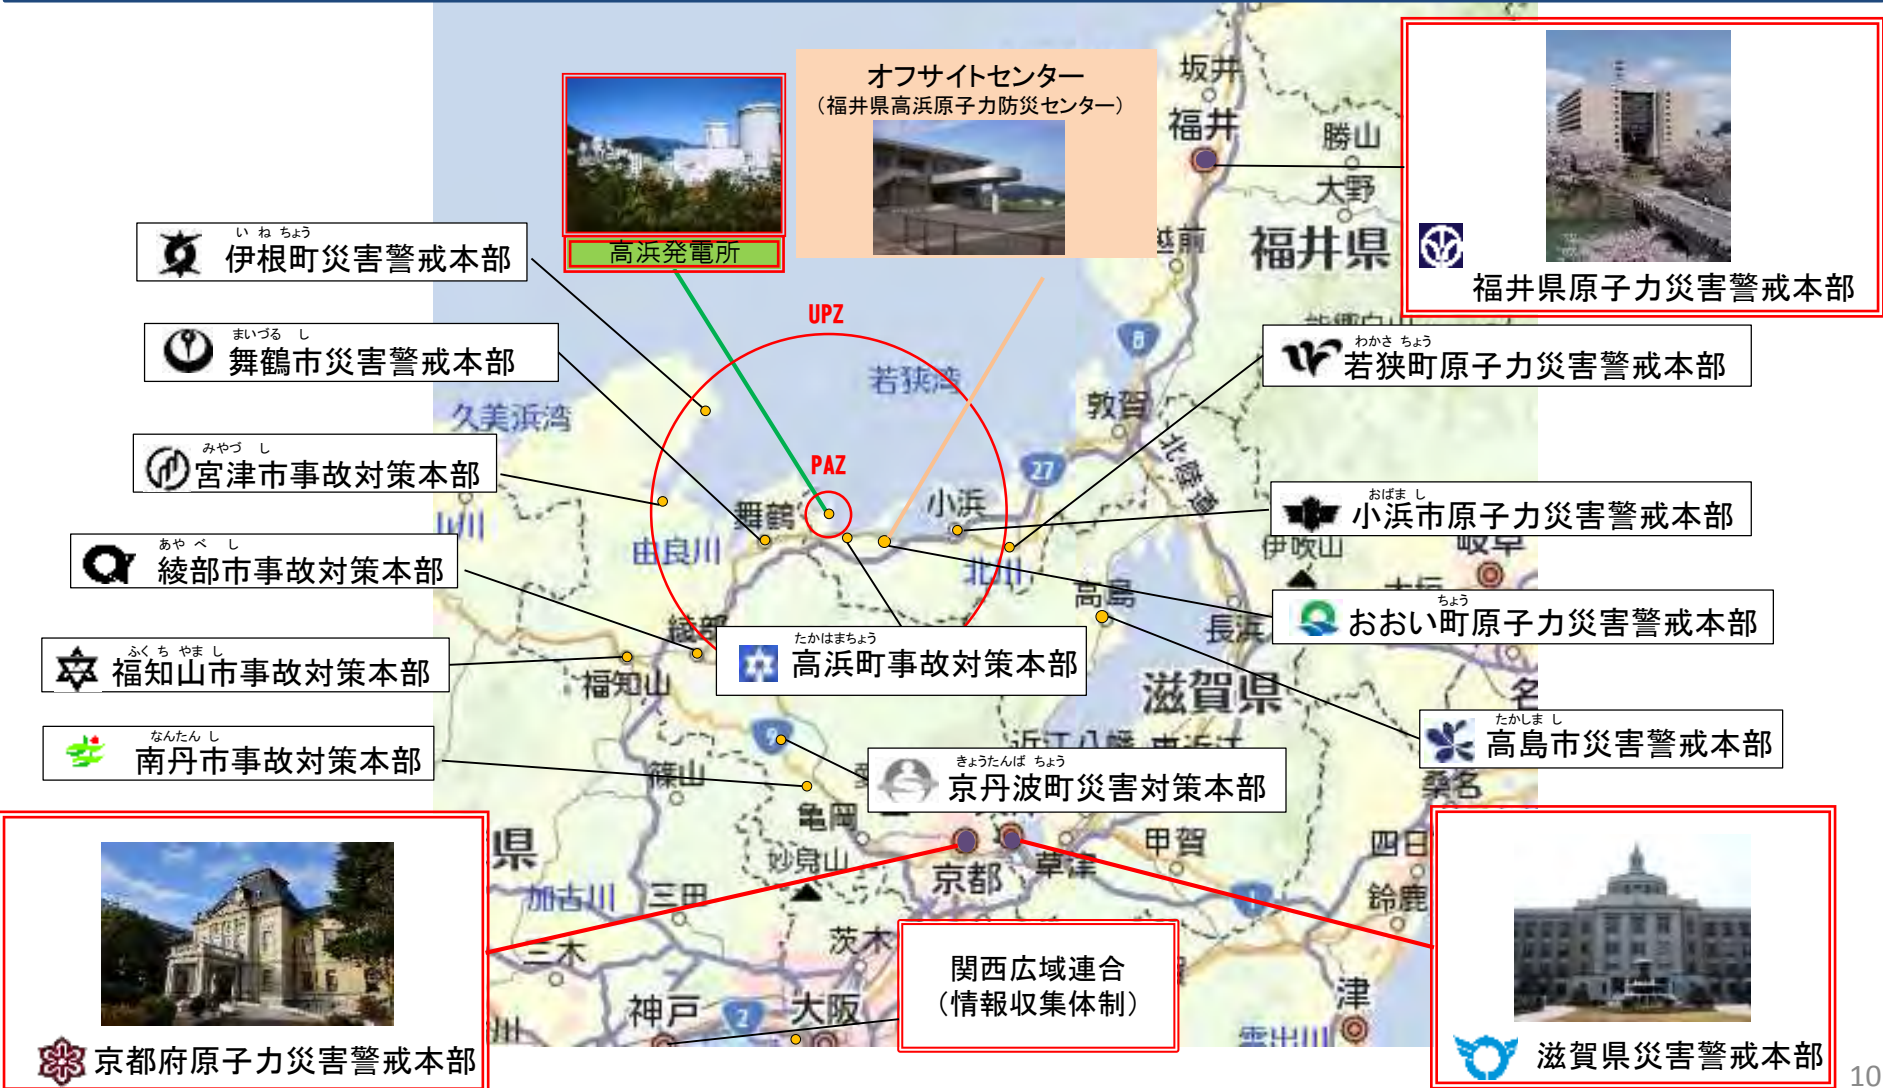 オフサイトセンター
（福井県高浜原子力防災センター）
高浜発電所
福井県原子力災害警戒本部
い ね ちょう
伊根町災害警戒本部
まいづる し
舞鶴市災害警戒本部
みやづ し
宮津市事故対策本部
あや べ し
綾部市事故対策本部
ふく ち やま し
福知山市事故対策本部
なんたん し
南丹市事故対策本部
京都府原子力災害警戒本部
わかさ ちょう
若狭町原子力災害警戒本部
おばま し
小浜市原子力災害警戒本部
ちょう
おおい町原子力災害警戒本部
たかはまちょう
高浜町事故対策本部
たかしま し
高島市災害警戒本部
きょうたんば ちょう
京丹波町災害対策本部
関西広域連合
（情報収集体制）
滋賀県災害警戒本部
UPZ
PAZ
坂井
福井
勝山
大野
福井県
若狭湾
8
敦賀
久美浜湾
北陸道
27
舞鶴
小浜
由良川
北川
伊吹山
岐阜
高島
長浜
綾部
福知山
滋賀県
近江八幡
篠山
桑名
亀岡
妙見山
京都
草津
甲賀
四日
鈴鹿
1
県
加古川
三田
三木
茨木
神戸
2
大阪
津
雲出川
10